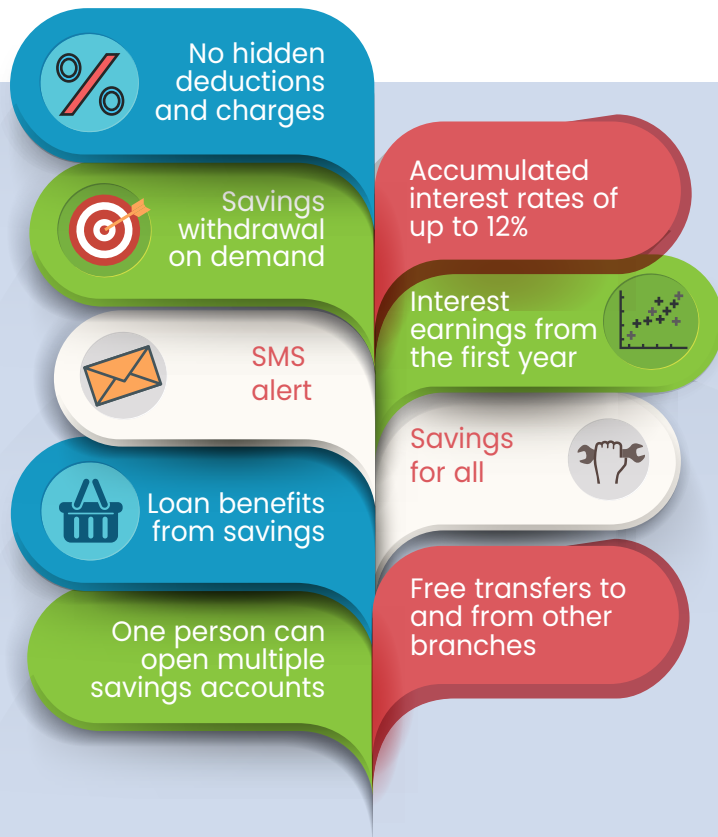 No hidden
deductions
and charges
Savings
withdrawal
on demand
SMS
alert
Loan benefits
from savings
One person can
open multiple
savings accounts
Accumulated
interest rates of
up to 12%
Interest
earnings from
the first year
Savings
for all
Free transfers to
and from other
branches